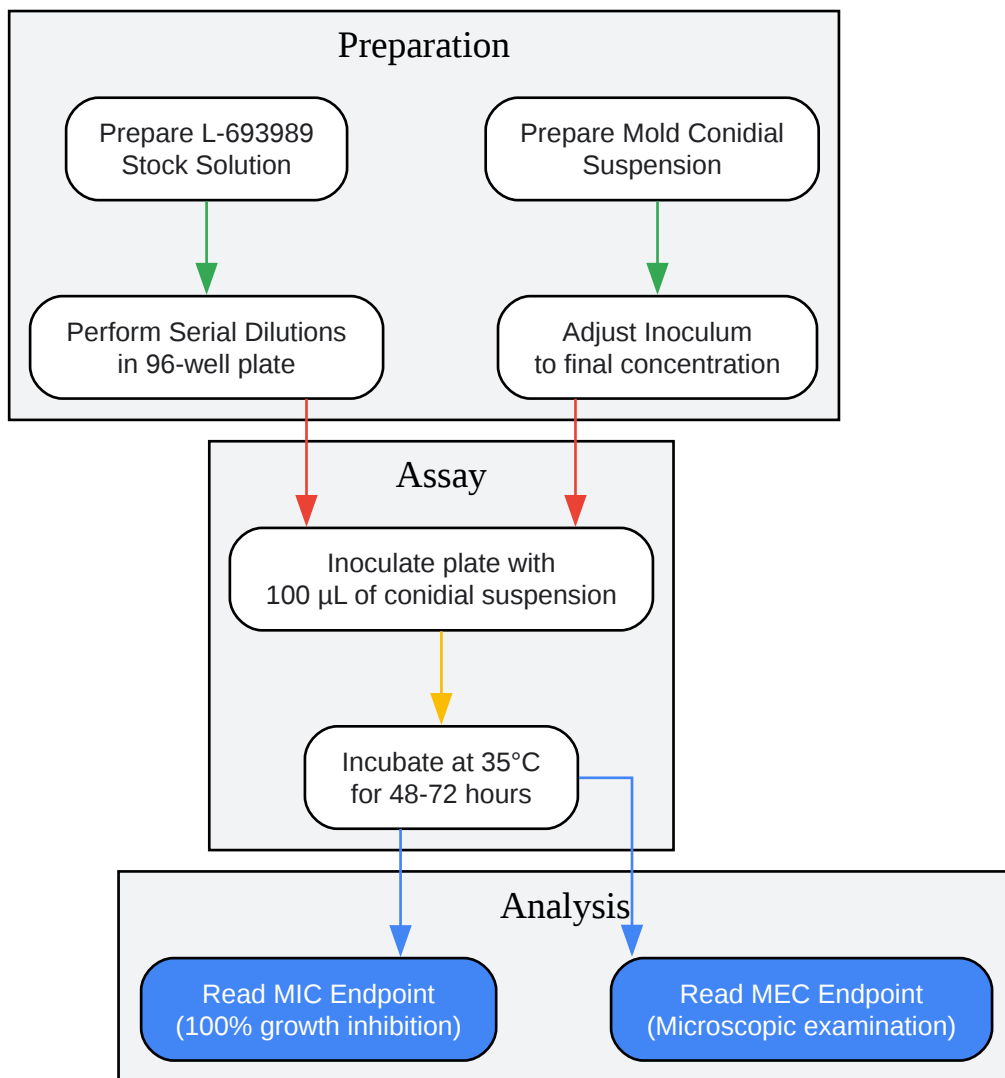 Preparation
Prepare L-693989
Stock Solution
Prepare Mold Conidial
Suspension
Perform Serial Dilutions
in 96-well plate
Adjust Inoculum
to final concentration
Assay
Inoculate plate with
100 µL of conidial suspension
Incubate at 35°C
for 48-72 hours
Analysis
Read MIC Endpoint
(100% growth inhibition)
Read MEC Endpoint
(Microscopic examination)